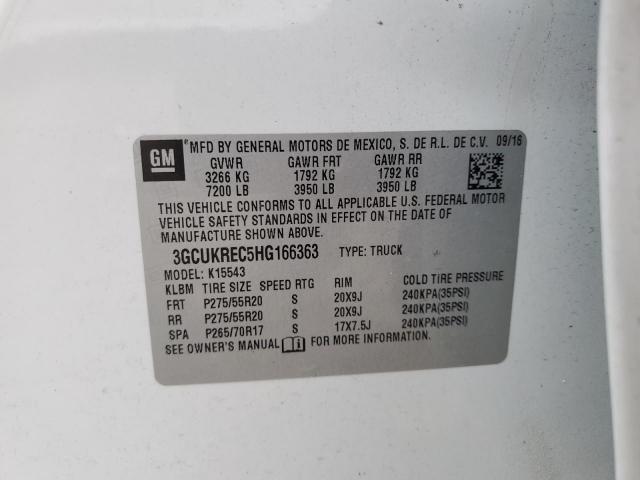 GM
*MFD BY GENERAL MOTORS DE MEXICO, S. DE R.L. DE C.V. 09/16
GVWR GAWR FRT GAWR RR
3266 KG 1792 KG 1792 KG
7200 LB 3950 LB 3950 LB
THIS VEHICLE CONFORMS TO ALL APPLICABLE U.S. FEDERAL MOTOR
VEHICLE SAFETY STANDARDS IN EFFECT ON THE DATE OF
MANUFACTURE SHOWN ABOVE.
3GCUKREC5HG166363 TYPE: TRUCK
MODEL: K15543
KLBM TIRE SIZE SPEED RTG RIM COLD TIRE PRESSURE
FRT P275/55R20 S 20X9J 240KPA(35PSI)
RR P275/55R20 S 20X9J 240KPA(35PSI)
SPA P265/70R17 S 17X7.5J 240KPA(35PSI)
SEE OWNER'S MANUAL FOR MORE INFORMATION.